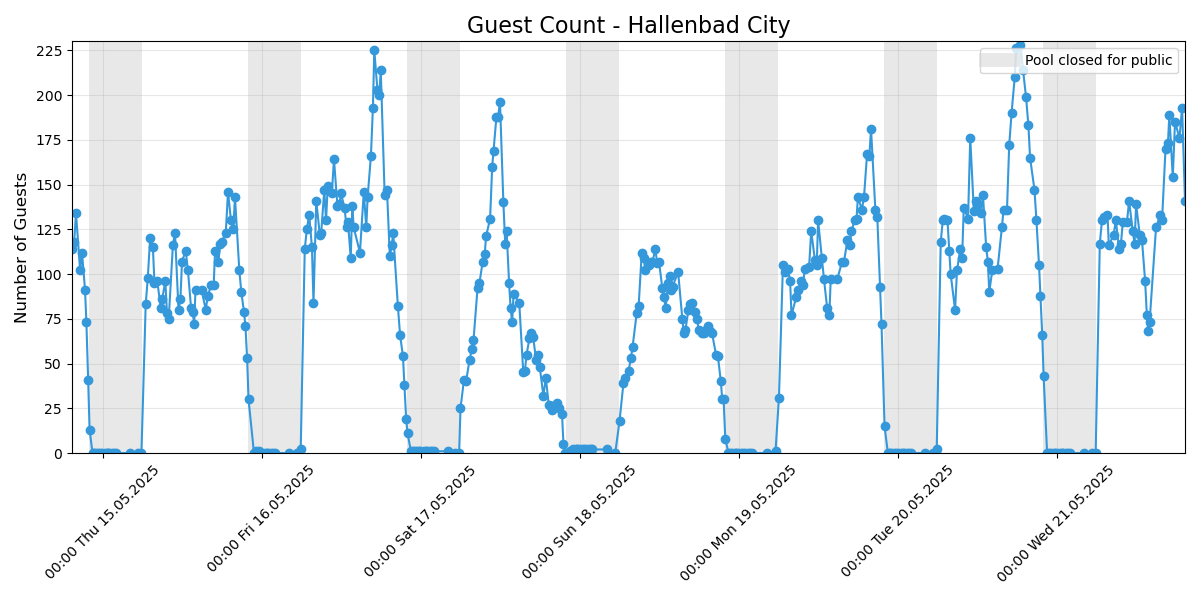 Guest Count - Hallenbad City
Pool closed for public
Number of Guests
225
200
175
150
125
100
75
50
25
0
00:00 Thu 15.05.2025
00:00 Fri 16.05.2025
00:00 Sat 17.05.2025
00:00 Sun 18.05.2025
00:00 Mon 19.05.2025
00:00 Tue 20.05.2025
00:00 Wed 21.05.2025